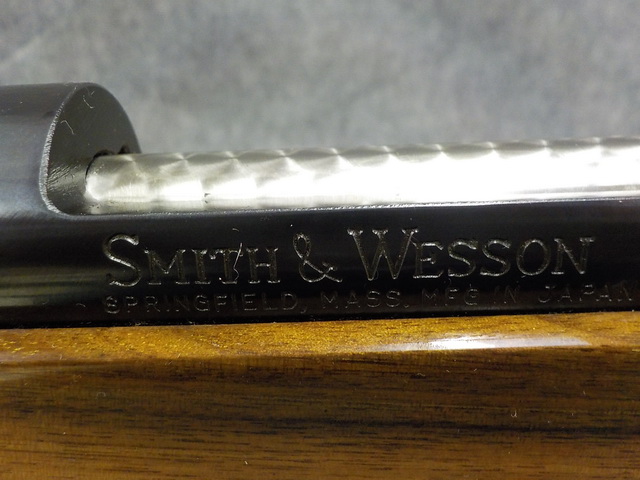 SMITH & WESSON
SPRINGFIELD, MASS. MFG IN JAPAN